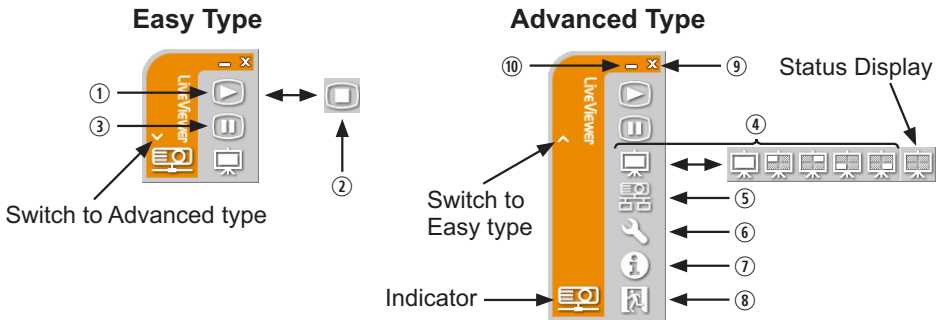 Easy Type
Advanced Type
LIVEVIEWER
①
③
②
Switch to Advanced type
⑩
⑨
Status Display
LIVEVIEWER
④
Switch to
Easy type
⑤
⑥
⑦
Indicator
⑧